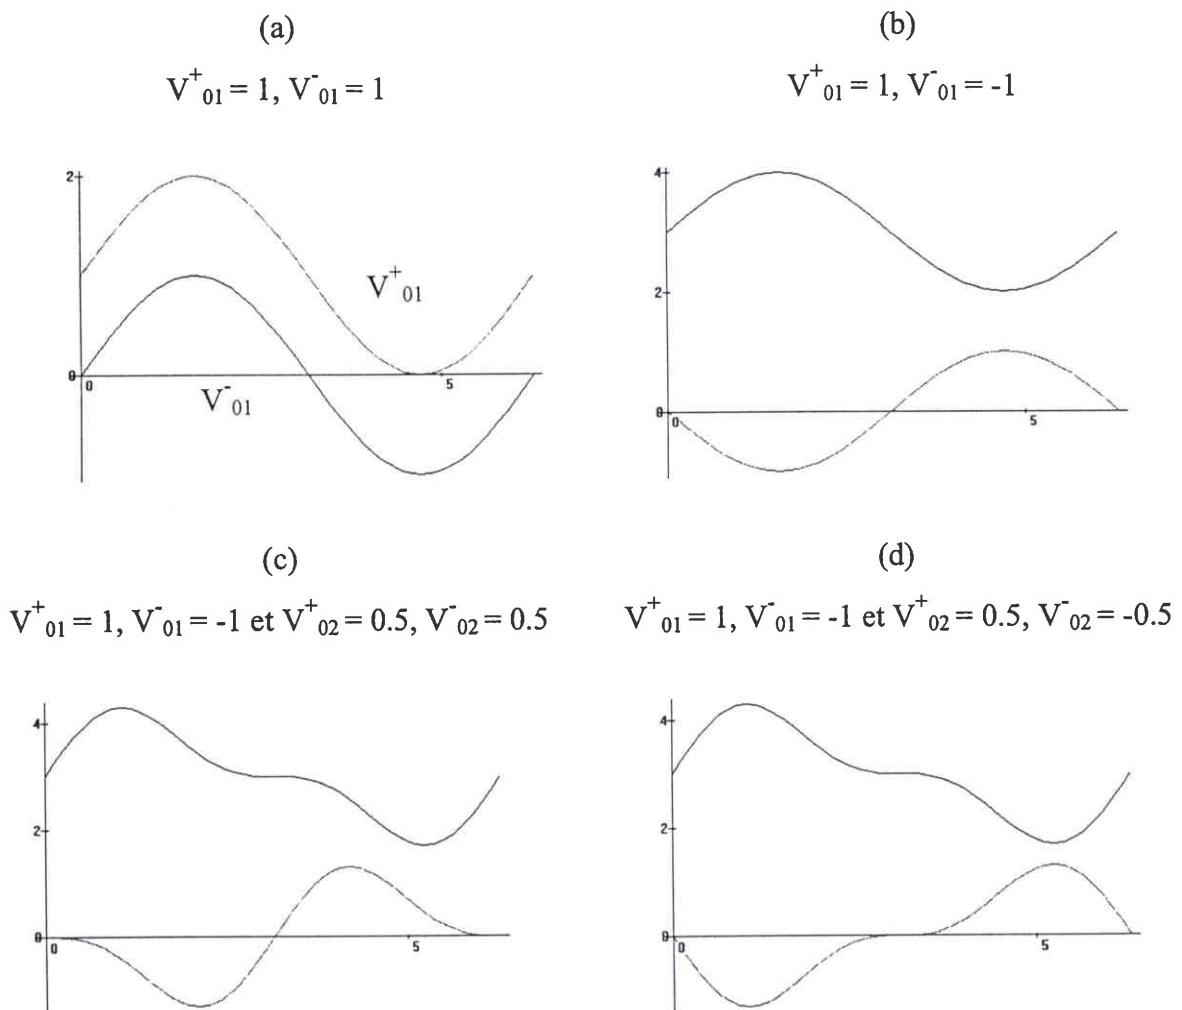 (a)
V⁺₀₁ = 1, V⁻₀₁ = 1
2
V⁺₀₁
0
0
5
V⁻₀₁
(b)
V⁺₀₁ = 1, V⁻₀₁ = -1
4
2
0
0
5
(c)
V⁺₀₁ = 1, V⁻₀₁ = -1 et V⁺₀₂ = 0.5, V⁻₀₂ = 0.5
4
2
0
0
5
(d)
V⁺₀₁ = 1, V⁻₀₁ = -1 et V⁺₀₂ = 0.5, V⁻₀₂ = -0.5
4
2
0
0
5